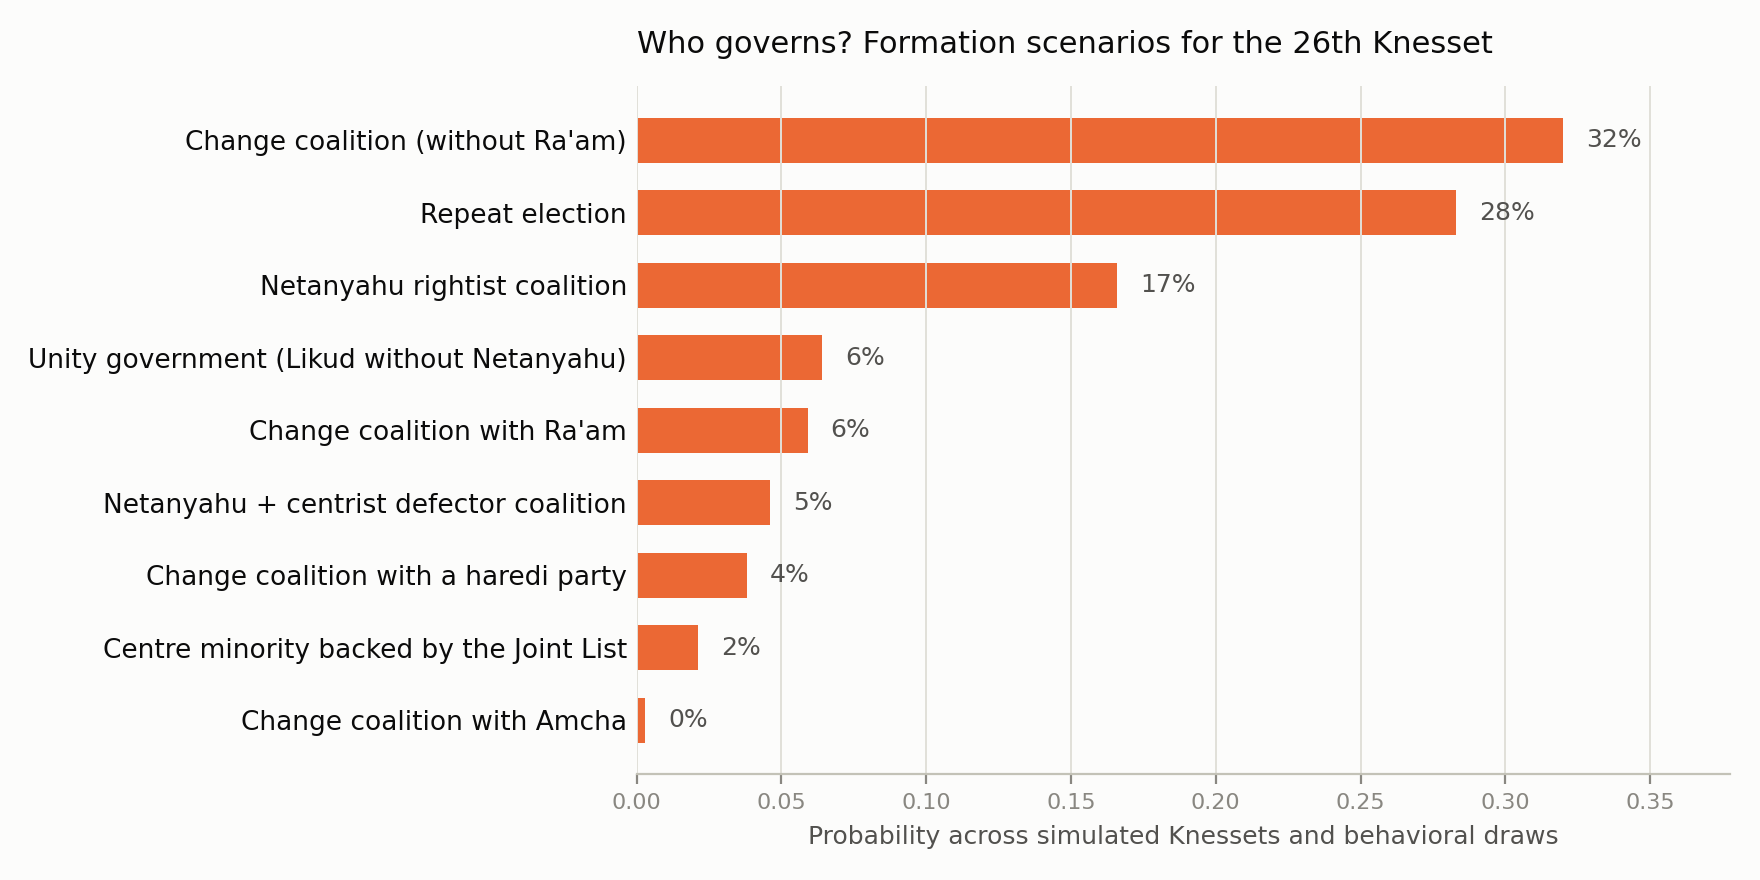 Who governs? Formation scenarios for the 26th Knesset
Change coalition (without Ra'am) 32%
Repeat election 28%
Netanyahu rightist coalition 17%
Unity government (Likud without Netanyahu) 6%
Change coalition with Ra'am 6%
Netanyahu + centrist defector coalition 5%
Change coalition with a haredi party 4%
Centre minority backed by the Joint List 2%
Change coalition with Amcha 0%
0.00 0.05 0.10 0.15 0.20 0.25 0.30 0.35
Probability across simulated Knessets and behavioral draws